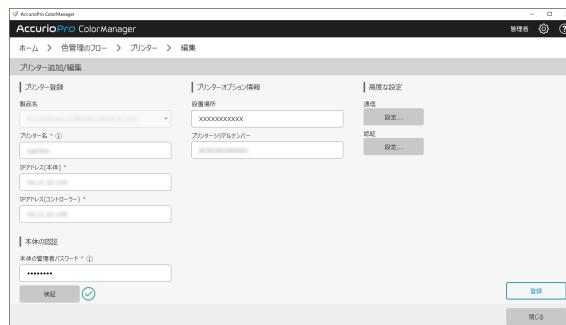 AccurioPro ColorManager
AccurioPro ColorManager
管理者
ホーム > 色管理のフロー > プリンター > 編集
プリンター追加/編集
プリンター登録
プリンターオプション情報
高度な設定
製品名
設置場所
通信
XXXXXXXXXXX
設定...
プリンター名 * ⓘ
プリンターシリアルナンバー
認証
設定...
IPアドレス(本体) *
IPアドレス(コントローラー) *
本体の認証
本体の管理者パスワード * ⓘ
••••••••
検証
登録
閉じる